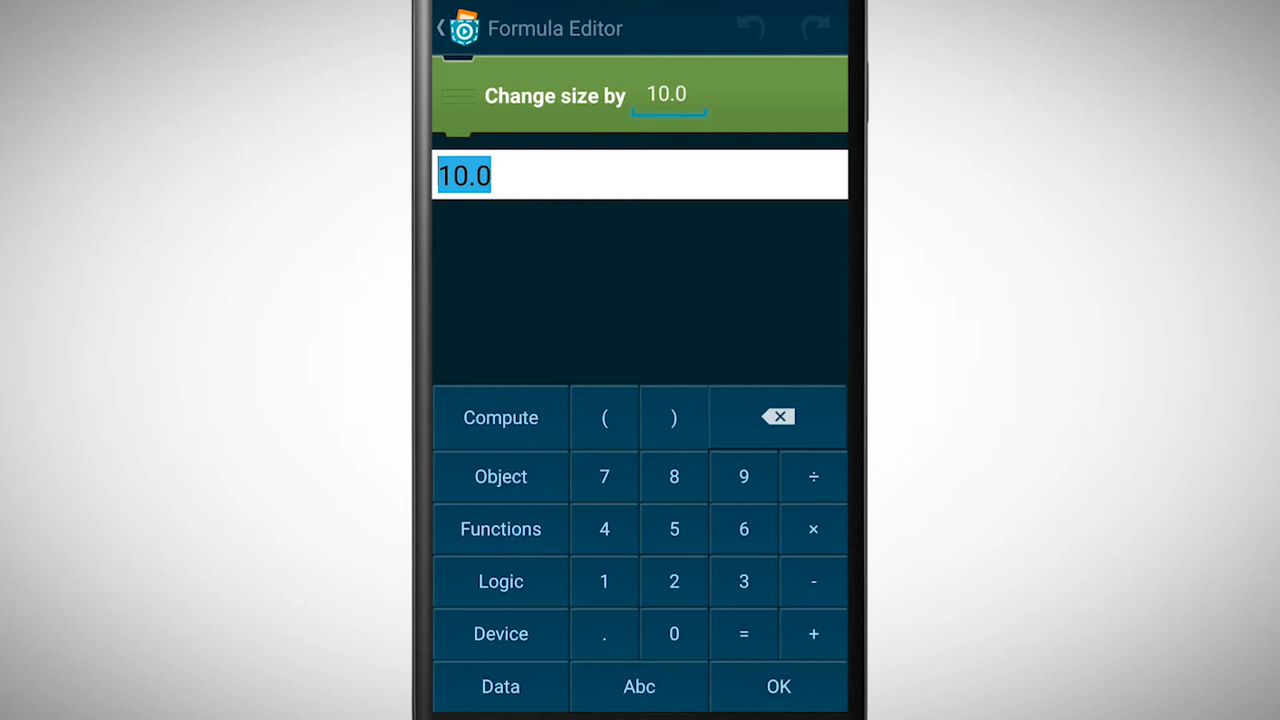 Formula Editor
Change size by 10.0
10.0
Compute ( )
Object 7 8 9 ÷
Functions 4 5 6 ×
Logic 1 2 3 -
Device . 0 = +
Data Abc OK